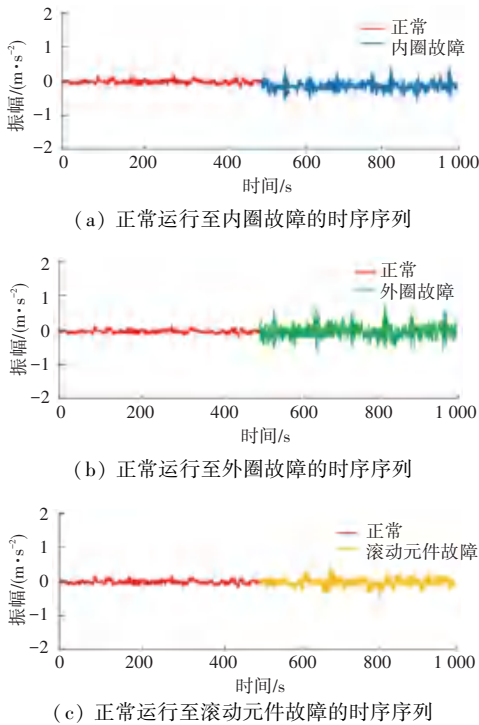 2
1
0
−1
−2
振幅/(m·s⁻²)
正常
内圈故障
0 200 400 600 800 1 000
时间/s
(a) 正常运行至内圈故障的时序序列
2
1
0
−1
−2
振幅/(m·s⁻²)
正常
外圈故障
0 200 400 600 800 1 000
时间/s
(b) 正常运行至外圈故障的时序序列
2
1
0
−1
−2
振幅/(m·s⁻²)
正常
滚动元件故障
0 200 400 600 800 1 000
时间/s
(c) 正常运行至滚动元件故障的时序序列